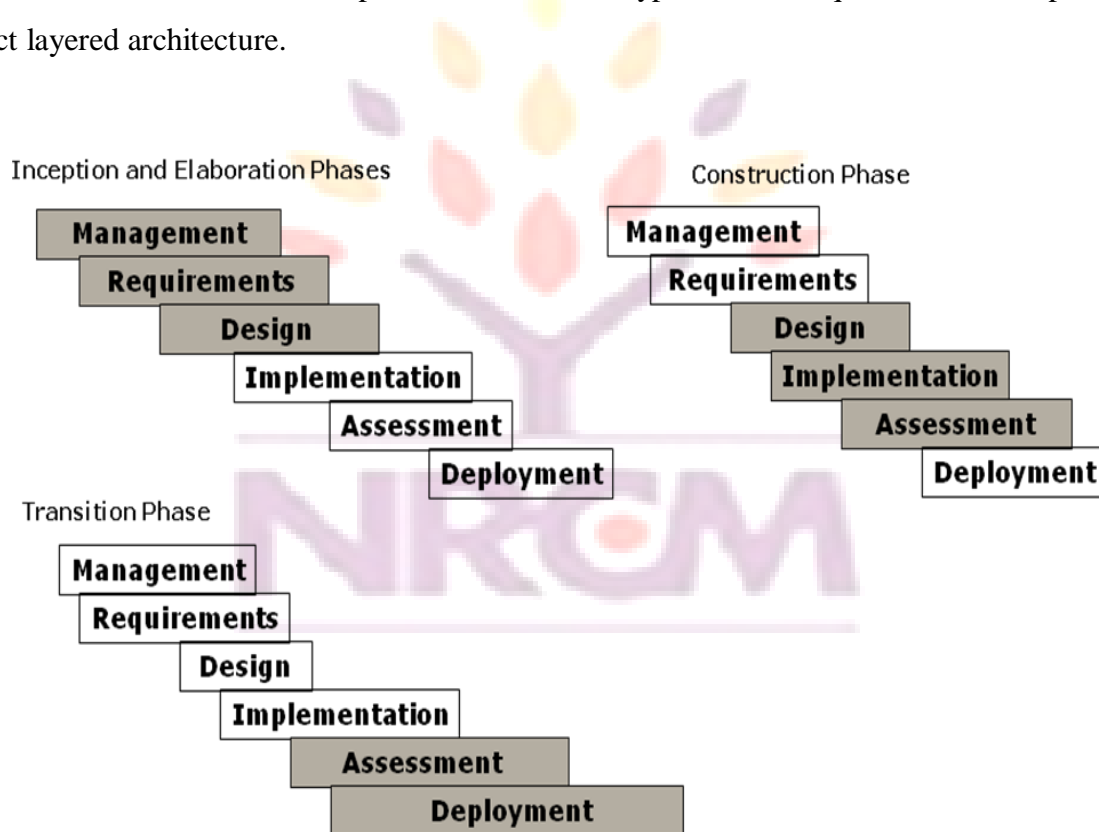 ct layered architecture.
Inception and Elaboration Phases
Management
Requirements
Design
Implementation
Assessment
Deployment
Construction Phase
Management
Requirements
Design
Implementation
Assessment
Deployment
Transition Phase
Management
Requirements
Design
Implementation
Assessment
Deployment
NRCM